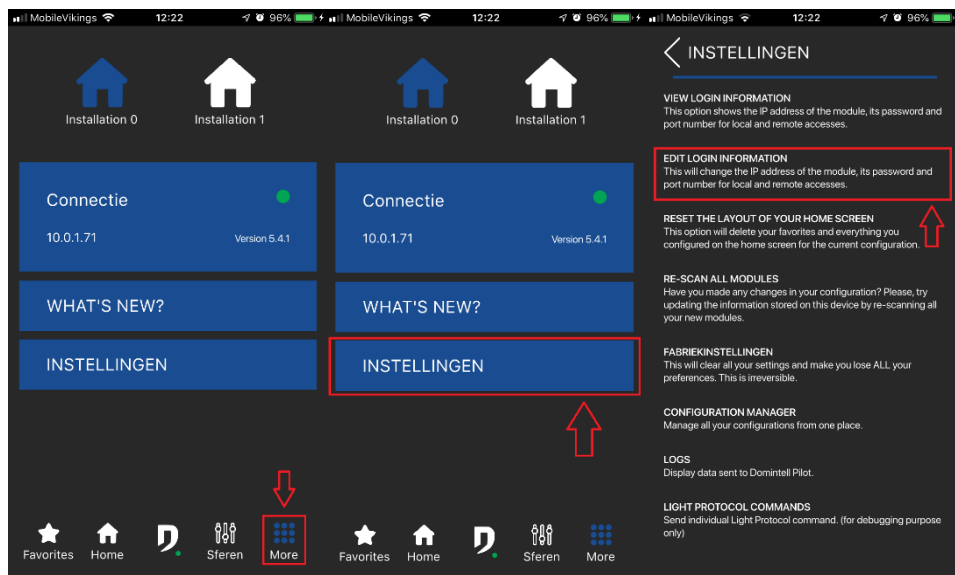 MobileVikings 12:22 96%
Installation 0 Installation 1
Connectie
10.0.1.71 Version 5.4.1
WHAT'S NEW?
INSTELLINGEN
Favorites Home Sferen More
MobileVikings 12:22 96%
Installation 0 Installation 1
Connectie
10.0.1.71 Version 5.4.1
WHAT'S NEW?
INSTELLINGEN
Favorites Home Sferen More
MobileVikings 12:22 96%
INSTELLINGEN
VIEW LOGIN INFORMATION
This option shows the IP address of the module, its password and
port number for local and remote accesses.
EDIT LOGIN INFORMATION
This will change the IP address of the module, its password and
port number for local and remote accesses.
RESET THE LAYOUT OF YOUR HOME SCREEN
This option will delete your favorites and everything you
configured on the home screen for the current configuration.
RE-SCAN ALL MODULES
Have you made any changes in your configuration? Please, try
updating the information stored on this device by re-scanning all
your new modules.
FABRIEKINSTELLINGEN
This will clear all your settings and make you lose ALL your
preferences. This is irreversible.
CONFIGURATION MANAGER
Manage all your configurations from one place.
LOGS
Display data sent to Domintell Pilot.
LIGHT PROTOCOL COMMANDS
Send individual Light Protocol command. (for debugging purpose
only)